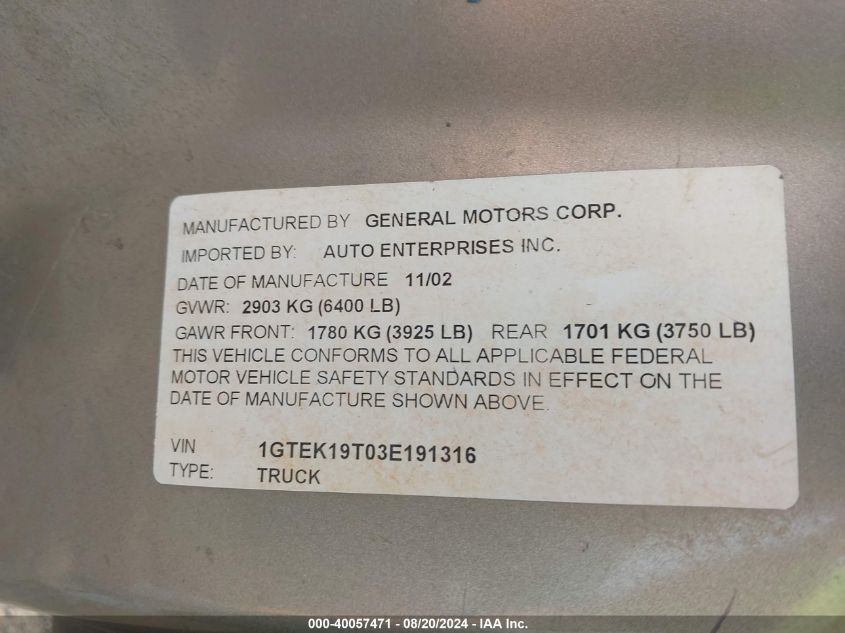 MANUFACTURED BY GENERAL MOTORS CORP.
IMPORTED BY: AUTO ENTERPRISES INC.
DATE OF MANUFACTURE 11/02
GVWR: 2903 KG (6400 LB)
GAWR FRONT: 1780 KG (3925 LB) REAR 1701 KG (3750 LB)
THIS VEHICLE CONFORMS TO ALL APPLICABLE FEDERAL
MOTOR VEHICLE SAFETY STANDARDS IN EFFECT ON THE
DATE OF MANUFACTURE SHOWN ABOVE.
VIN 1GTEK19T03E191316
TYPE: TRUCK
000-40057471 - 08/20/2024 - IAA Inc.